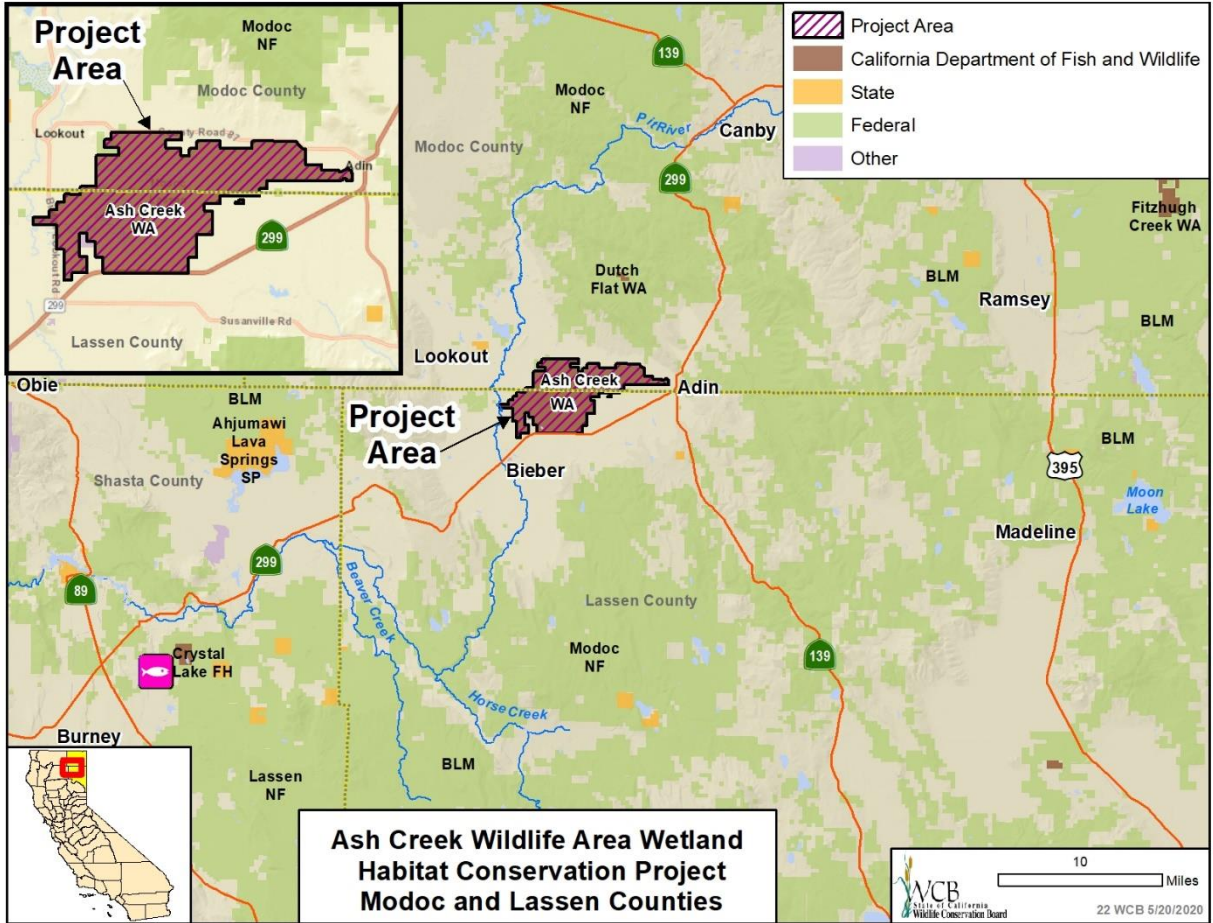 Project
Area
Modoc
NF
Modoc County
Lookout
County Road 87
Adin
Ash Creek
WA
299
Lookout Rd
299
Susanville Rd
Lassen County
Project Area
California Department of Fish and Wildlife
State
Federal
Other
139
Modoc
NF
Pit River
Canby
Modoc County
299
Fitzhugh
Creek WA
Dutch
Flat WA
BLM
Ramsey
BLM
Lookout
Ash Creek
WA
Adin
Obie
BLM
Ahjumawi
Lava
Springs
SP
Project
Area
Bieber
BLM
395
Moon
Lake
Shasta County
Madeline
299
89
Beaver Creek
Lassen County
Modoc
NF
139
Crystal
Lake FH
Horse Creek
Burney
Lassen
NF
BLM
Ash Creek Wildlife Area Wetland
Habitat Conservation Project
Modoc and Lassen Counties
10
Miles
WCB
State of California
Wildlife Conservation Board
22 WCB 5/20/2020